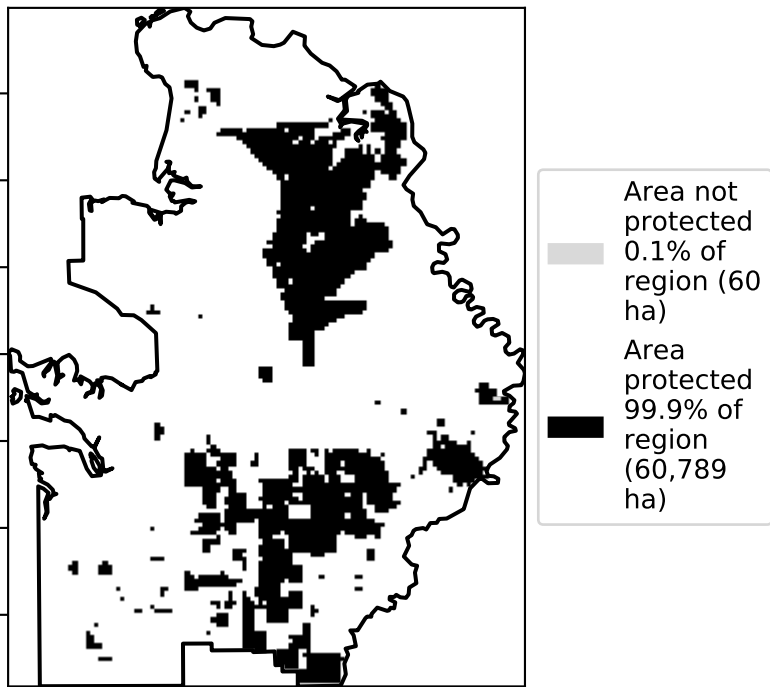 Area not
protected
0.1% of
region (60
ha)
Area
protected
99.9% of
region
(60,789
ha)